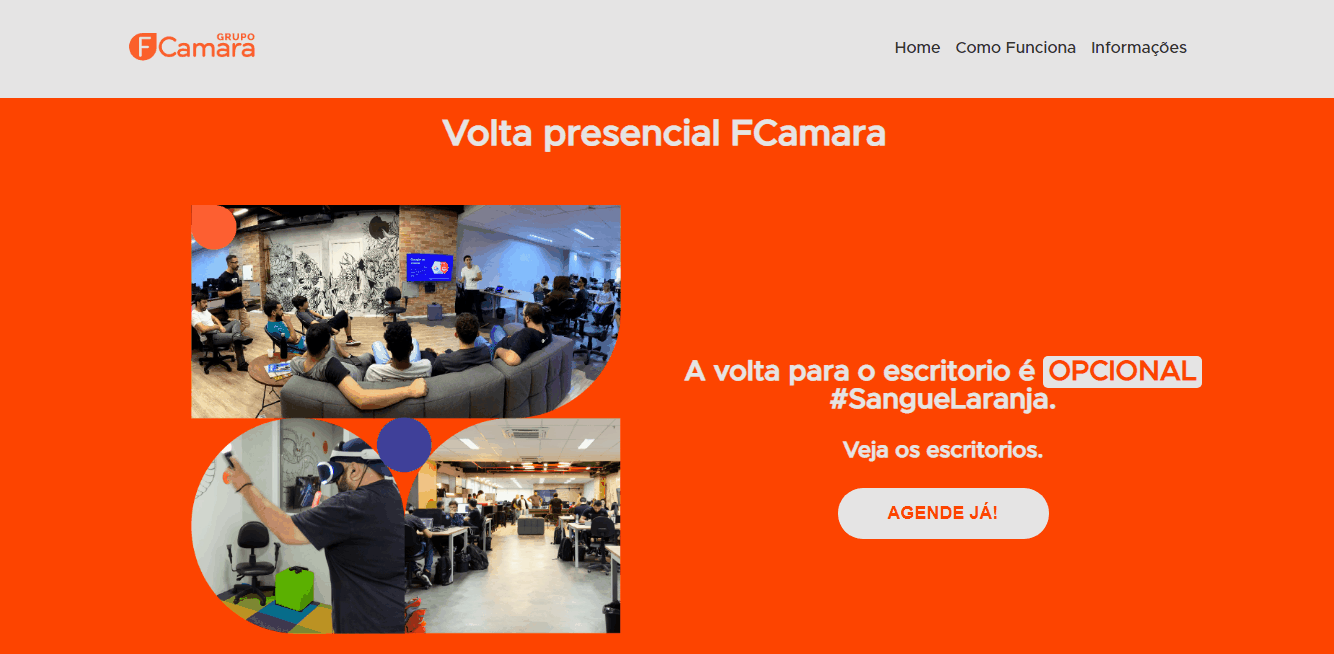 GRUPO
FCamara
Home Como Funciona Informações
Volta presencial FCamara
A volta para o escritorio é OPCIONAL
#SangueLaranja.
Veja os escritorios.
AGENDE JÁ!